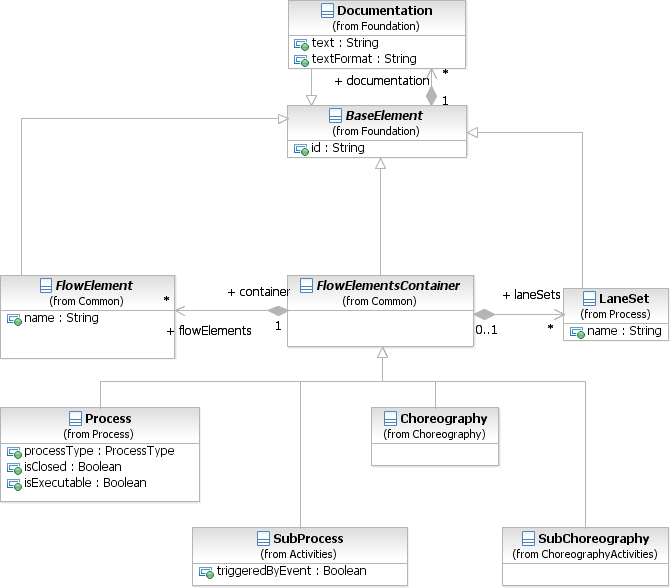 Documentation
(from Foundation)
text : String
textFormat : String
+ documentation
*
1
BaseElement
(from Foundation)
id : String
FlowElement
(from Common)
name : String
*
+ container
+ flowElements
1
FlowElementsContainer
(from Common)
+ laneSets
0..1
*
LaneSet
(from Process)
name : String
Process
(from Process)
processType : ProcessType
isClosed : Boolean
isExecutable : Boolean
Choreography
(from Choreography)
SubProcess
(from Activities)
triggeredByEvent : Boolean
SubChoreography
(from ChoreographyActivities)